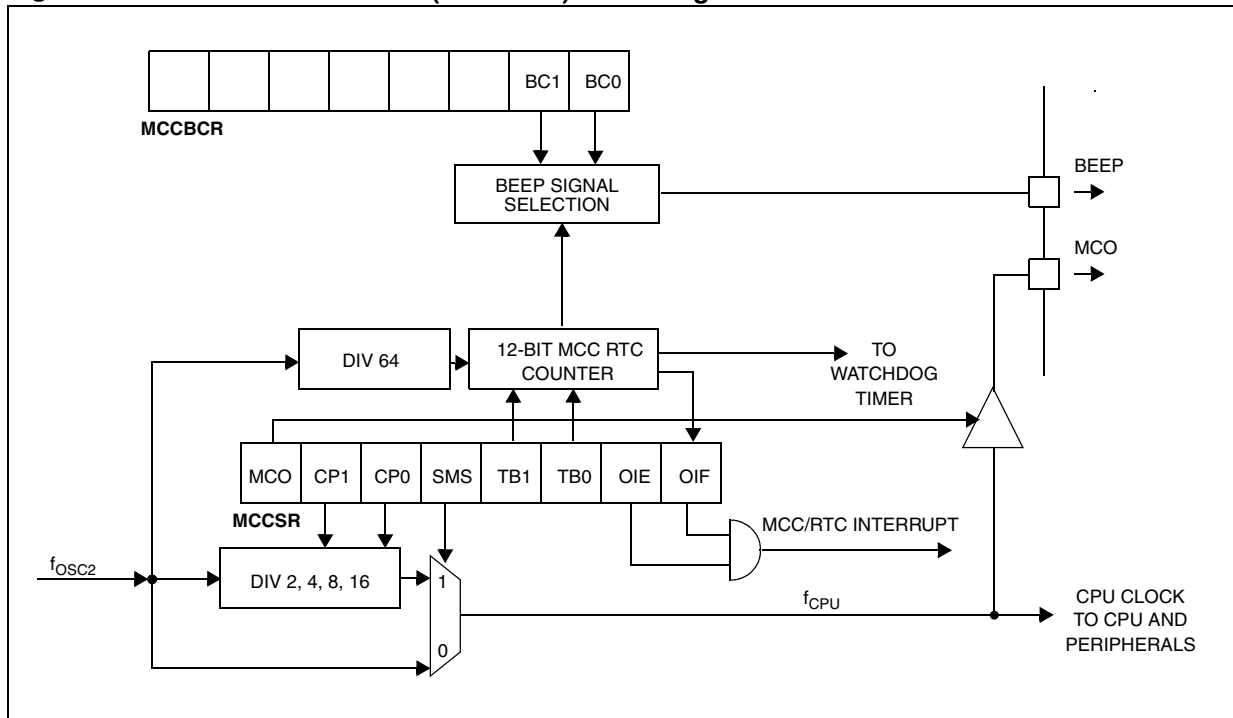 BC1 BC0
MCCBCR
BEEP SIGNAL
SELECTION
BEEP
MCO
DIV 64
12-BIT MCC RTC
COUNTER
TO
WATCHDOG
TIMER
MCO CP1 CP0 SMS TB1 TB0 OIE OIF
MCCSR
MCC/RTC INTERRUPT
fOSC2
DIV 2, 4, 8, 16
1
0
fCPU
CPU CLOCK
TO CPU AND
PERIPHERALS